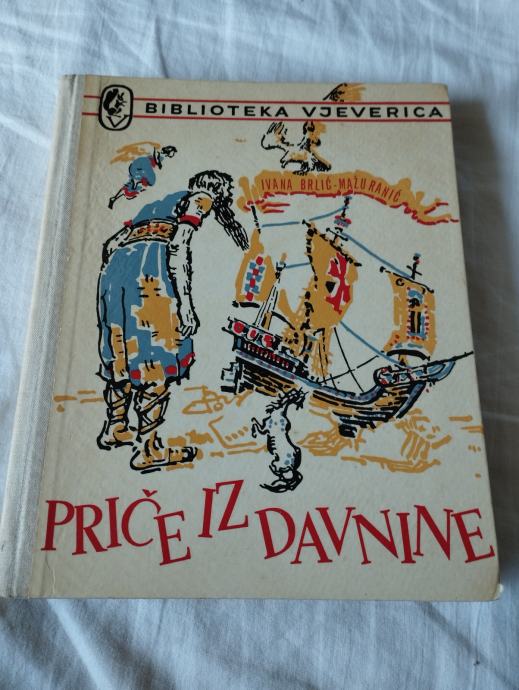 BIBLIOTEKA VJEVERICA
IVANA BRLIĆ-MAŽURANIĆ
PRIČE IZ DAVNINE